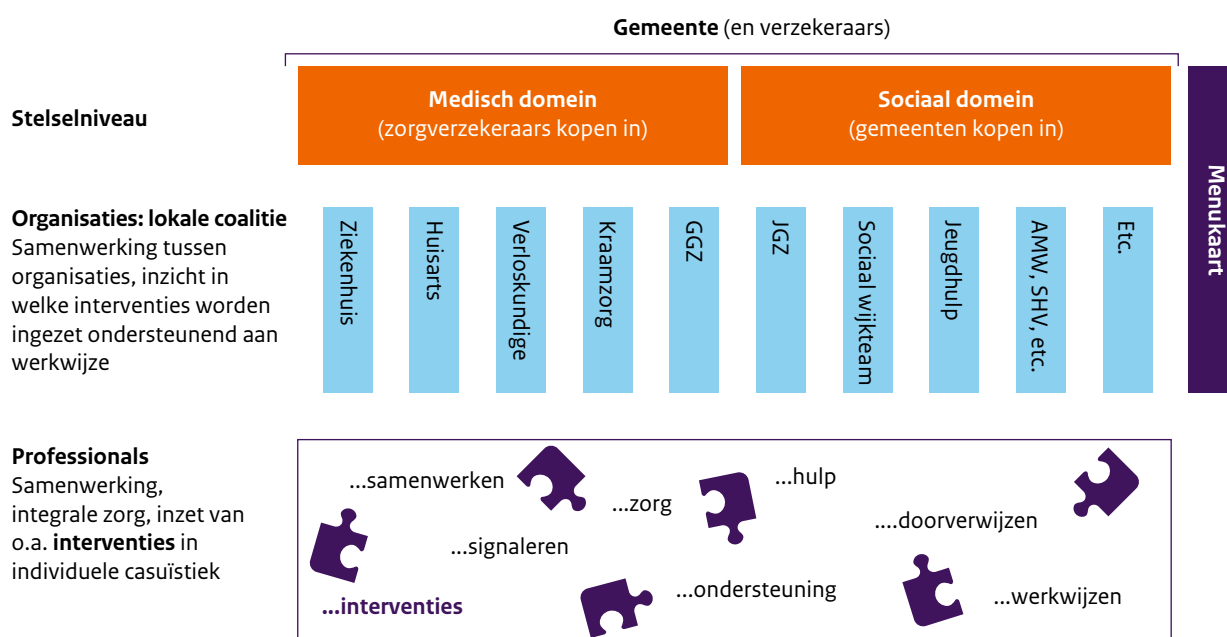 Gemeente (en verzekeraars)
Stelselniveau
Medisch domein
(zorgverzekeraars kopen in)
Sociaal domein
(gemeenten kopen in)
Menukaart
Organisaties: lokale coalitie
Samenwerking tussen
organisaties, inzicht in
welke interventies worden
ingezet ondersteunend aan
werkwijze
Ziekenhuis
Huisarts
Verloskundige
Kraamzorg
GGZ
JGZ
Sociaal wijkteam
Jeugdhulp
AMW, SHV, etc.
Etc.
Professionals
Samenwerking,
integrale zorg, inzet van
o.a. interventies in
individuele casuïstiek
...samenwerken
...zorg
...hulp
....doorverwijzen
...signaleren
...ondersteuning
...werkwijzen
...interventies